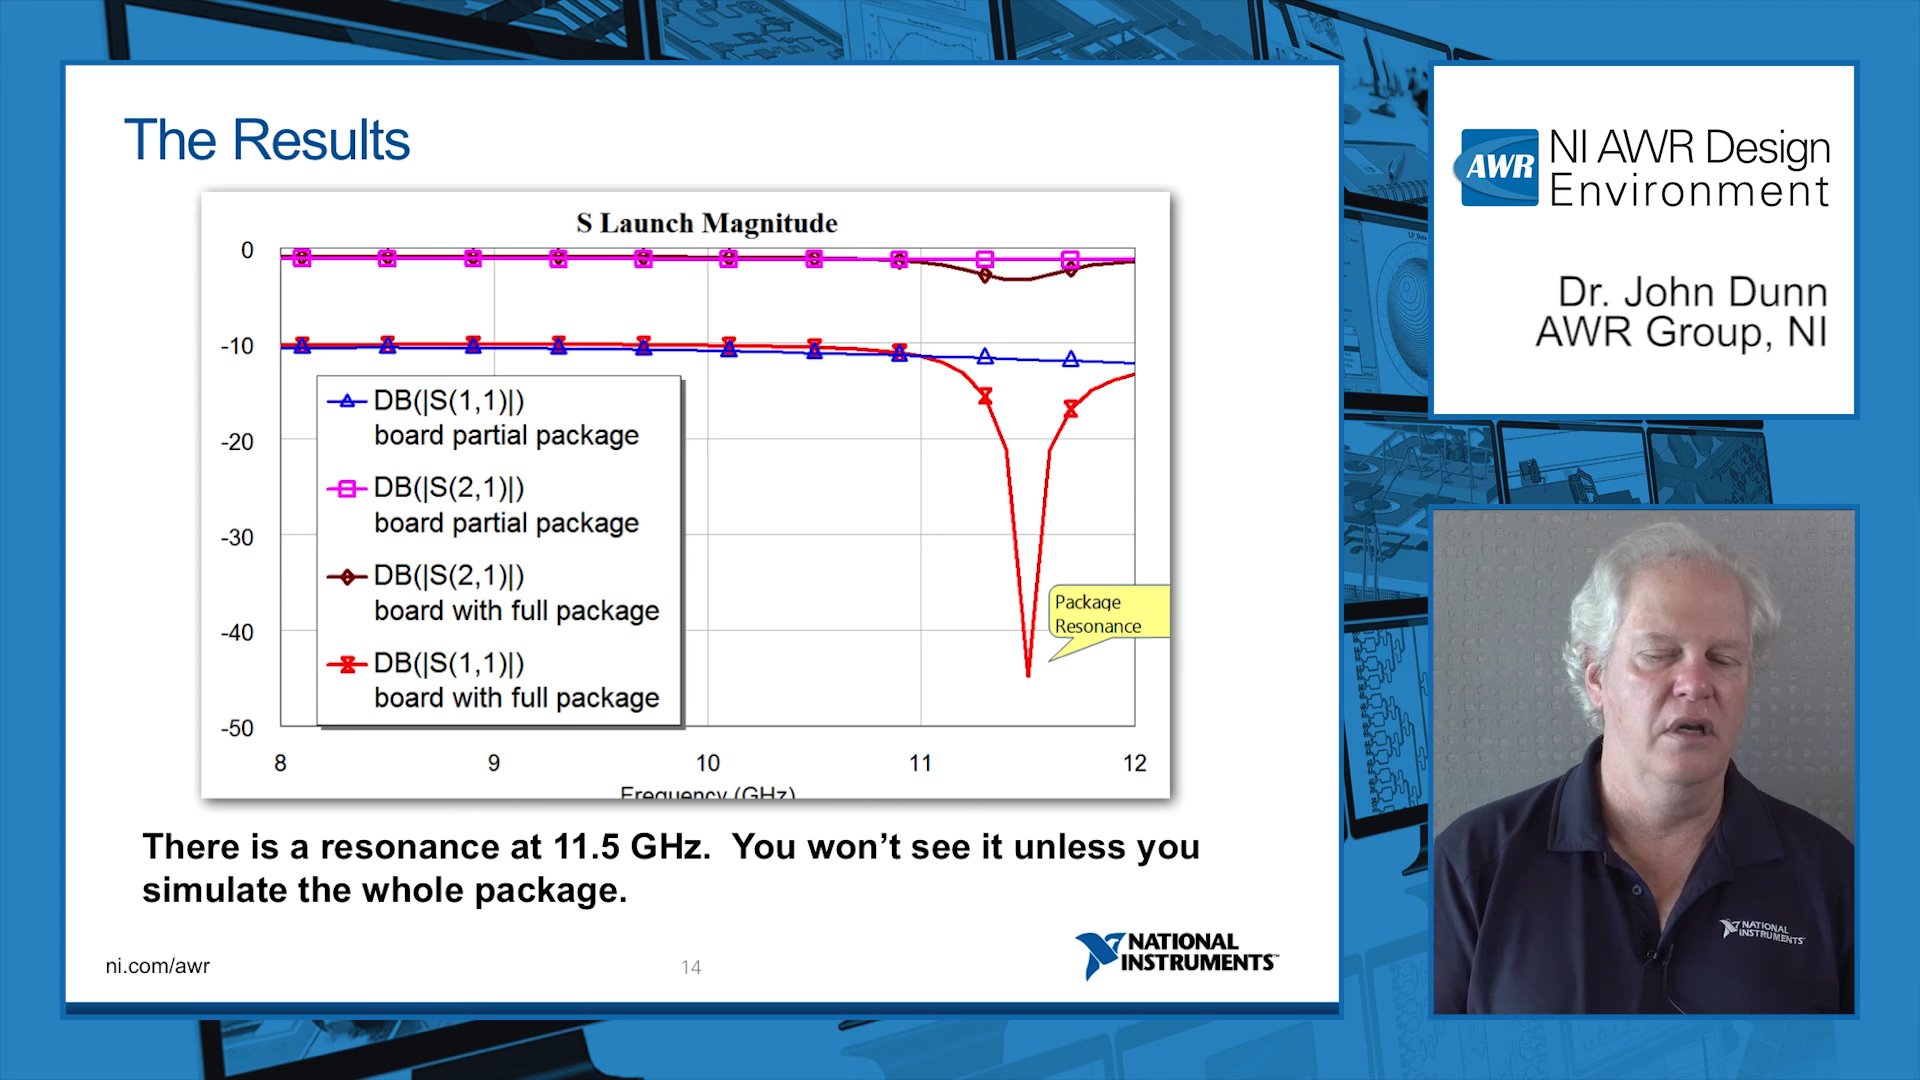 The Results
S Launch Magnitude
0
-10
-20
-30
-40
-50
DB(|S(1,1)|)
board partial package
DB(|S(2,1)|)
board partial package
DB(|S(2,1)|)
board with full package
DB(|S(1,1)|)
board with full package
Package
Resonance
8 9 10 11 12
Frequency (GHz)
There is a resonance at 11.5 GHz. You won’t see it unless you
simulate the whole package.
ni.com/awr
14
NATIONAL
INSTRUMENTS™
AWR
NI AWR Design
Environment
Dr. John Dunn
AWR Group, NI
NATIONAL
INSTRUMENTS